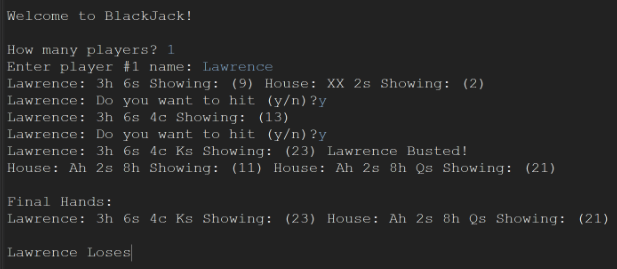 Welcome to BlackJack!
How many players? 1
Enter player #1 name: Lawrence
Lawrence: 3h 6s Showing: (9) House: XX 2s Showing: (2)
Lawrence: Do you want to hit (y/n)?y
Lawrence: 3h 6s 4c Showing: (13)
Lawrence: Do you want to hit (y/n)?y
Lawrence: 3h 6s 4c Ks Showing: (23) Lawrence Busted!
House: Ah 2s 8h Showing: (11) House: Ah 2s 8h Qs Showing: (21)
Final Hands:
Lawrence: 3h 6s 4c Ks Showing: (23) House: Ah 2s 8h Qs Showing: (21)
Lawrence Loses